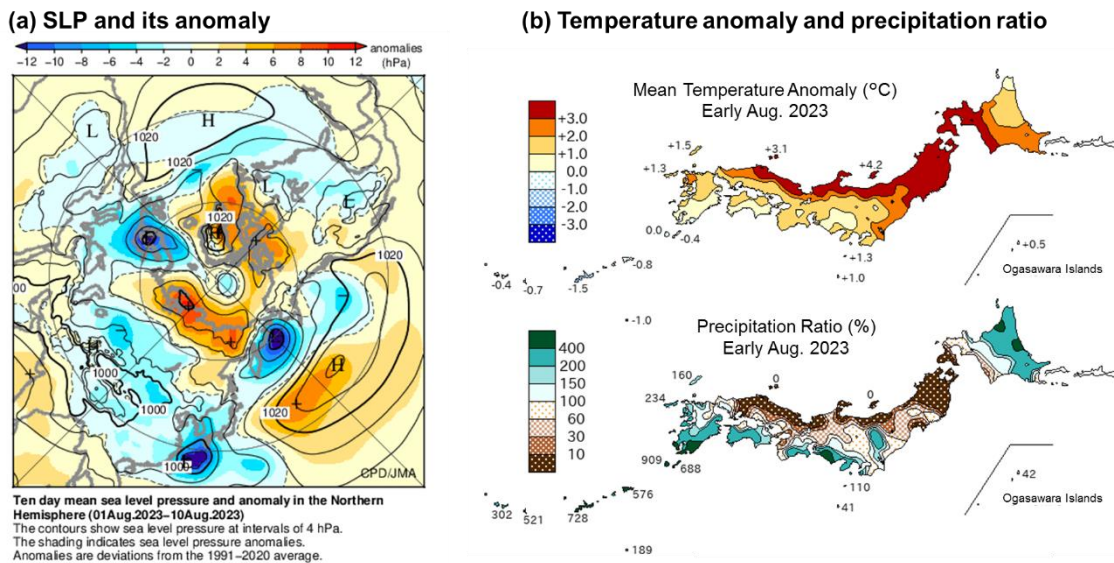 (a) SLP and its anomaly
(b) Temperature anomaly and precipitation ratio
−12 −10 −8 −6 −4 −2 0 2 4 6 8 10 12
anomalies
(hPa)
L
H
1020
1020
L
1020
H
L
1020
+
00
H
1000
1000
H
1020
+
1000
CPD/JMA
Ten day mean sea level pressure and anomaly in the Northern
Hemisphere (01Aug.2023−10Aug.2023)
The contours show sea level pressure at intervals of 4 hPa.
The shading indicates sea level pressure anomalies.
Anomalies are deviations from the 1991−2020 average.
Mean Temperature Anomaly (°C)
Early Aug. 2023
+3.0
+2.0
+1.0
0.0
-1.0
-2.0
-3.0
+1.5
+1.3
+3.1
+4.2
0.0
-0.4
+1.3
+1.0
+0.5
Ogasawara Islands
-0.4
-0.7
-1.5
-0.8
-1.0
Precipitation Ratio (%)
Early Aug. 2023
400
200
150
100
60
30
10
160
234
0
0
909
688
110
41
42
Ogasawara Islands
302
521
728
576
189